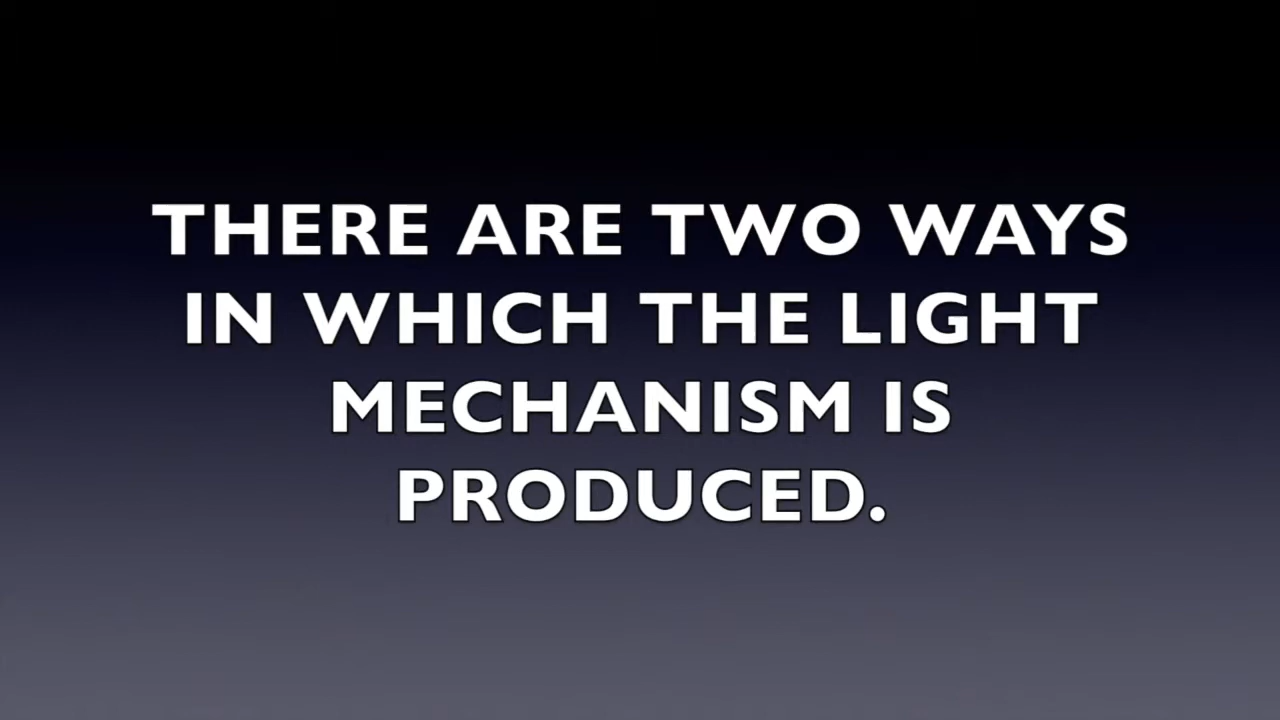 THERE ARE TWO WAYS
IN WHICH THE LIGHT
MECHANISM IS
PRODUCED.